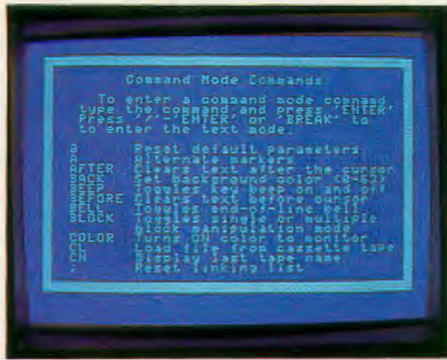 Command Mode Commands:
To enter a command mode command
type the command and press 'ENTER'
Press '/'-'ENTER' or 'BREAK' to
to enter the text mode.
Reset default parameters
A Alternate markers
AFTER Clears text after the cursor
BACK Set background color
BEEP Toggles key beep on and off
BEFORE Clears text before cursor
BELL Toggles end-of-line bell
BLOCK Toggles single or multiple
block manipulation mode
COLOR Turns ON color to monitor
CL Load file from cassette tape
CN Display last tape name
; Reset linking list